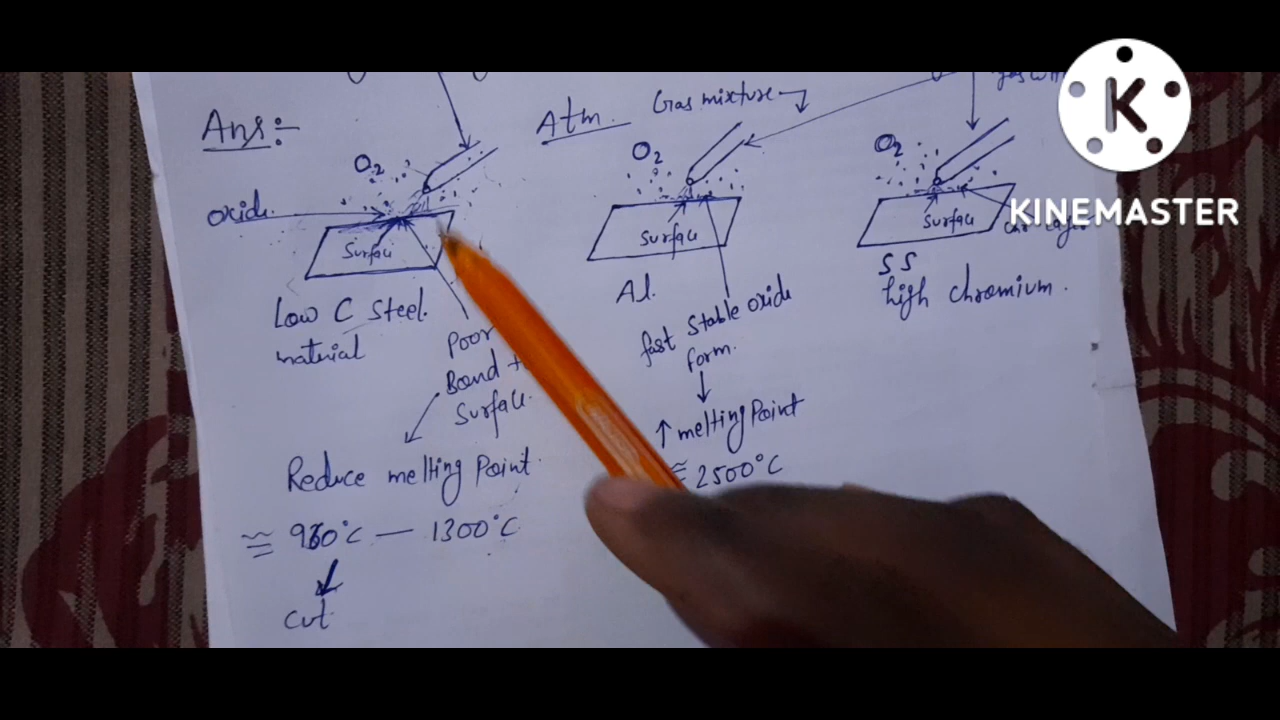 Ans:-
Atm.
Gas mixture
O2
O2
O2
oxide
Surface
Surface
Surface
KINEMASTER
Low C Steel.
material
Al.
SS
high chromium.
Poor
Bond
Surface.
fast Stable oxide
form.
Reduce melting Point.
↑ melting Point
≅ 2500°C
≅ 930°C — 1300°C
cut